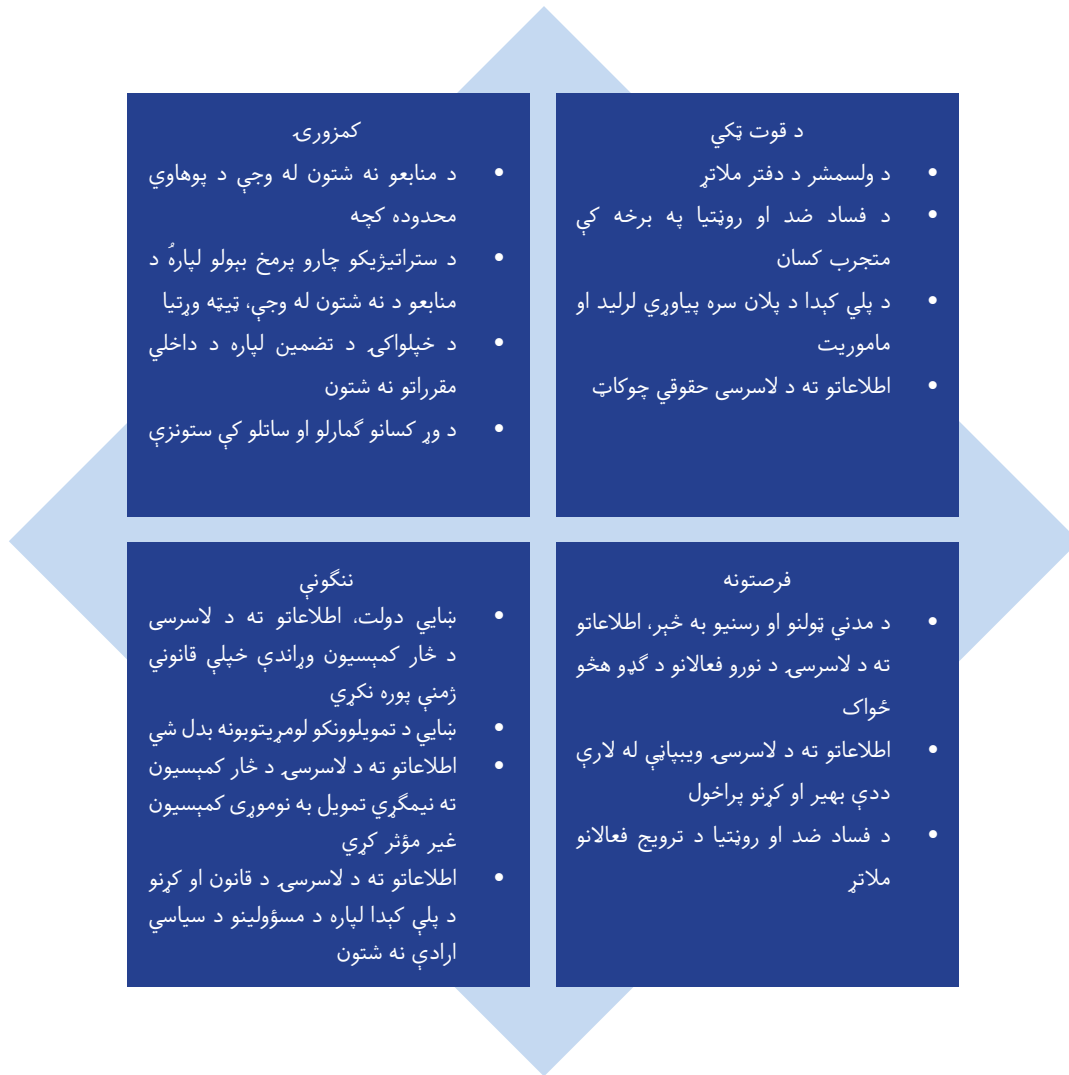 د قوت ټکي
• د ولسمشر د دفتر ملاتړ
• د فساد ضد او روڼتیا په برخه کې
متجرب کسان
• د پلي کېدا د پلان سره پیاوړي لرلید او
ماموریت
• اطلاعاتو ته د لاسرسی حقوقي چوکاټ
کمزورۍ
• د منابعو نه شتون له وجې د پوهاوي
محدوده کچه
• د ستراتیژیکو چارو پرمخ بېولو لپارهُ د
منابعو د نه شتون له وجې، ټیټه وړتیا
• د خپلواکۍ د تضمین لپاره د داخلي
مقرراتو نه شتون
• د وړ کسانو ګمارلو او ساتلو کې ستونزې
فرصتونه
• د مدني ټولنو او رسنیو به څېر، اطلاعاتو
ته د لاسرسۍ د نورو فعالانو د ګډو هڅو
ځواک
• اطلاعاتو ته د لاسرسۍ ویبپاڼې له لارې
ددې بهیر او کړنو پراخول
• د فساد ضد او روڼتیا د ترویج فعالانو
ملاتړ
ننګونې
• ښایي دولت، اطلاعاتو ته د لاسرسی
د څار کمېسیون وړاندې خپلې قانوني
ژمنې پوره نکړي
• ښایي د تمویلوونکو لومړیتوبونه بدل شي
• اطلاعاتو ته د لاسرسۍ د څار کمېسیون
ته نیمګړي تمویل به نوموړی کمېسیون
غیر مؤثر کړي
• اطلاعاتو ته د لاسرسۍ د قانون او کړنو
د پلي کېدا لپاره د مسؤولینو د سیاسي
ارادې نه شتون